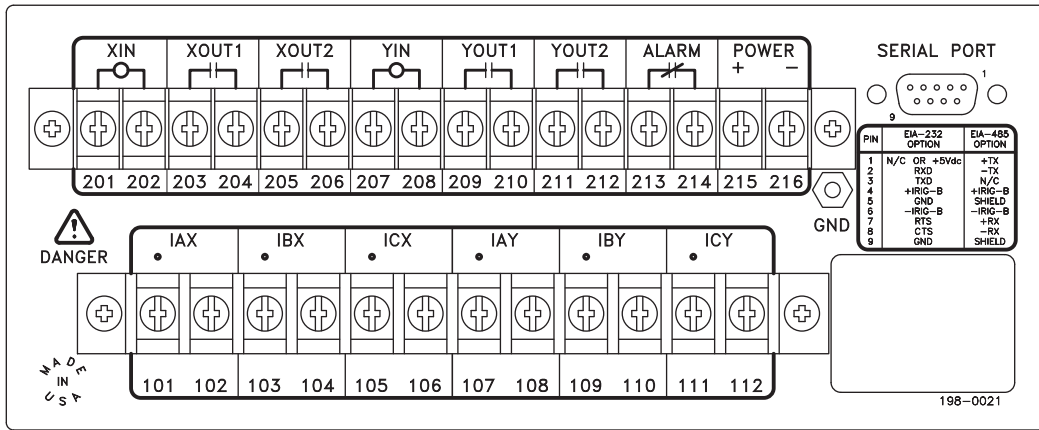 XIN XOUT1 XOUT2 YIN YOUT1 YOUT2 ALARM POWER
+ −
201 202 203 204 205 206 207 208 209 210 211 212 213 214 215 216
SERIAL PORT
1
9
PIN EIA−232 OPTION EIA−485 OPTION
1 N/C OR +5Vdc +TX
2 RXD −TX
3 TXD N/C
4 +IRIG−B +IRIG−B
5 GND SHIELD
6 −IRIG−B −IRIG−B
7 RTS +RX
8 CTS −RX
9 GND SHIELD
GND
DANGER
IAX IBX ICX IAY IBY ICY
101 102 103 104 105 106 107 108 109 110 111 112
MADE
IN
USA
198−0021